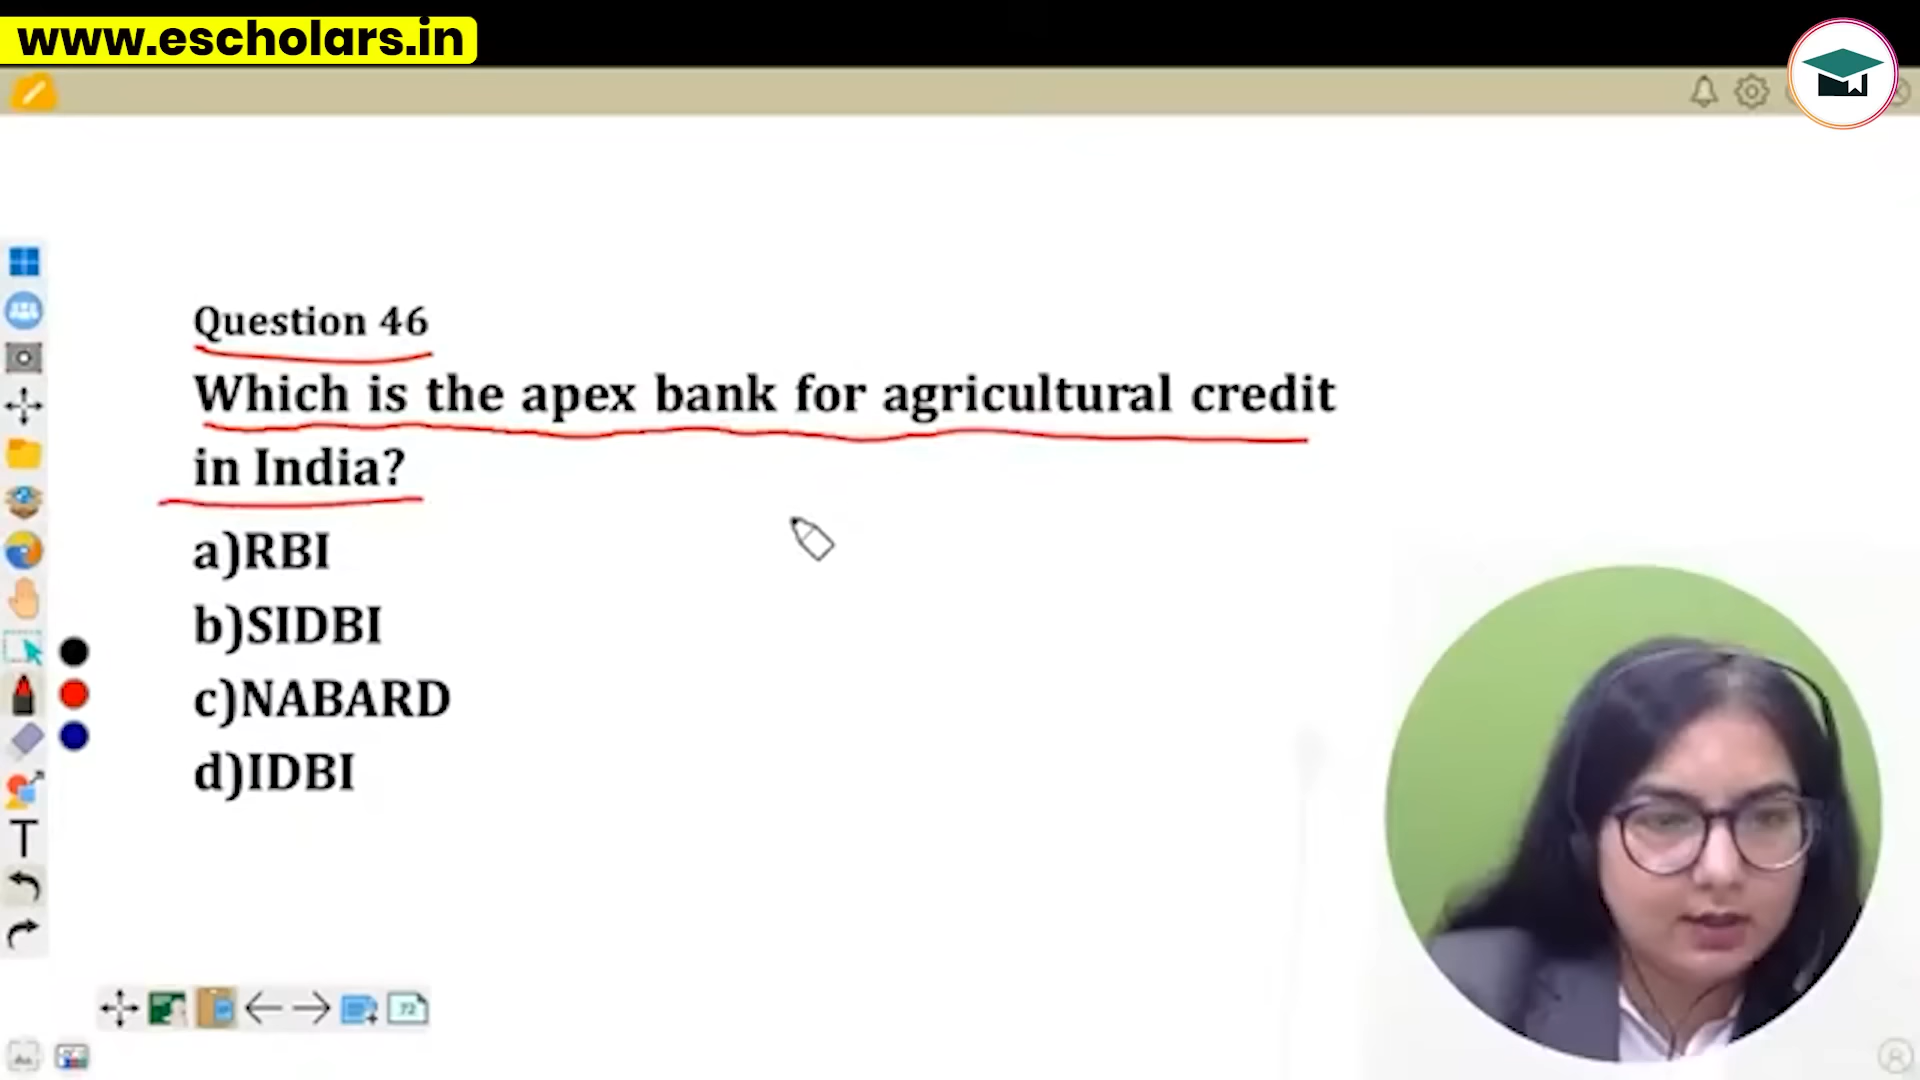 www.escholars.in
Question 46
Which is the apex bank for agricultural credit
in India?
a)RBI
b)SIDBI
c)NABARD
d)IDBI
T
72